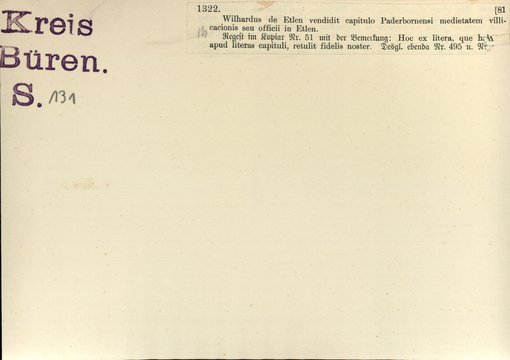 Kreis
Büren.
S. 131
1322. [81
Wilhardus de Etlen vendidit capitulo Paderbornensi medietatem villi-
cacionis seu officii in Etlen.
Regest im Kopiar Nr. 51 mit der Bemerkung: Hoc ex litera, que
apud literas capituli, retulit fidelis noster. Desgl. ebenda Nr. 495 u.